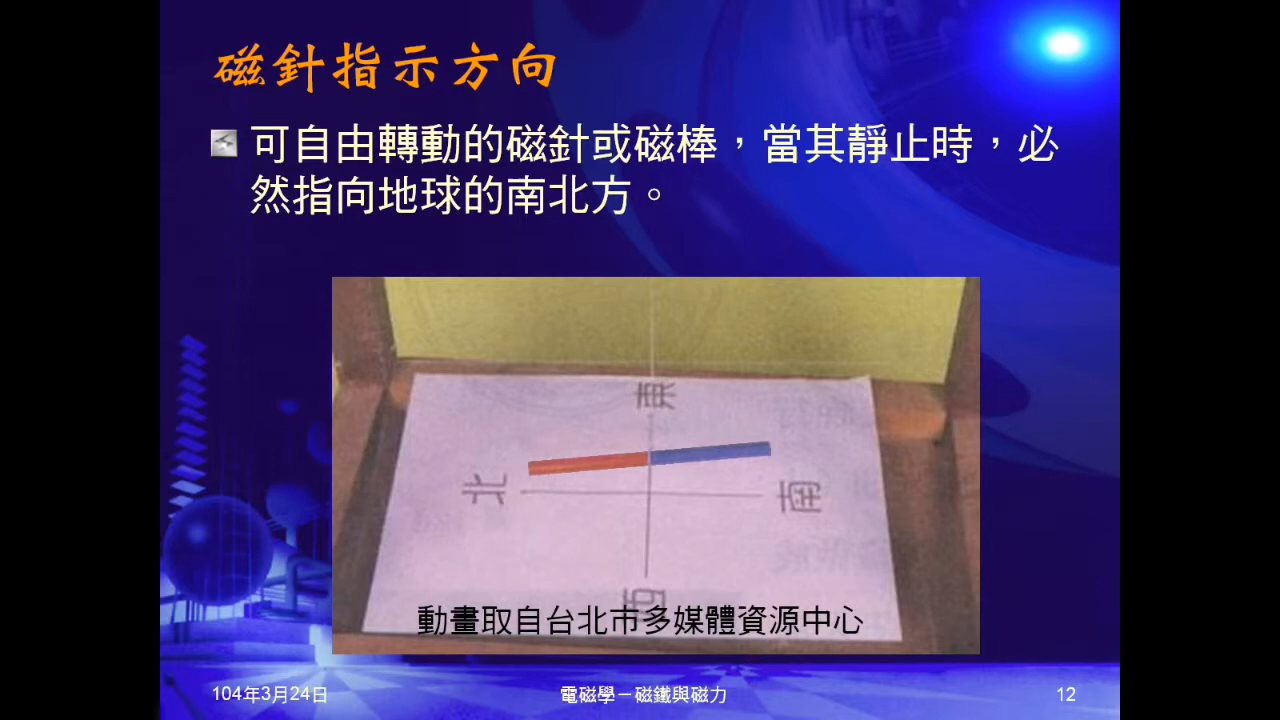 磁針指示方向
可自由轉動的磁針或磁棒，當其靜止時，必
然指向地球的南北方。
東
北
南
西
動畫取自台北市多媒體資源中心
104年3月24日
電磁學－磁鐵與磁力
12